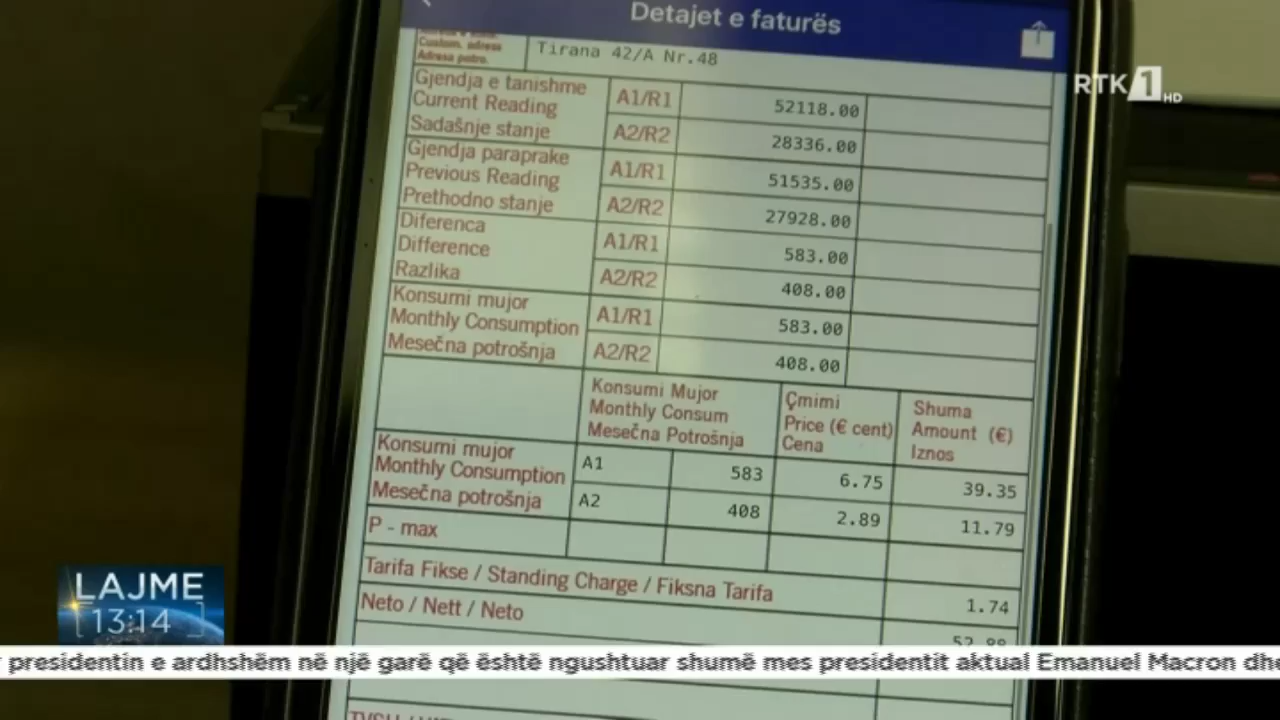 Detajet e faturës
Custom. adresa
Adresa potro.
Tirana 42/A Nr.48
RTK 1 HD
Gjendja e tanishme
Current Reading
Sadašnje stanje
A1/R1 52118.00
A2/R2 28336.00
Gjendja paraprake
Previous Reading
Prethodno stanje
A1/R1 51535.00
A2/R2 27928.00
Diferenca
Difference
Razlika
A1/R1 583.00
A2/R2 408.00
Konsumi mujor
Monthly Consumption
Mesečna potrošnja
A1/R1 583.00
A2/R2 408.00
Konsumi Mujor
Monthly Consum
Mesečna Potrošnja
Çmimi
Price (€ cent)
Cena
Shuma
Amount (€)
Iznos
Konsumi mujor
Monthly Consumption
Mesečna potrošnja
A1 583 6.75 39.35
A2 408 2.89 11.79
P - max
Tarifa Fikse / Standing Charge / Fiksna Tarifa 1.74
Neto / Nett / Neto 52.88
LAJME
13:14
presidentin e ardhshëm në një garë që është ngushtuar shumë mes presidentit aktual Emanuel Macron dhe